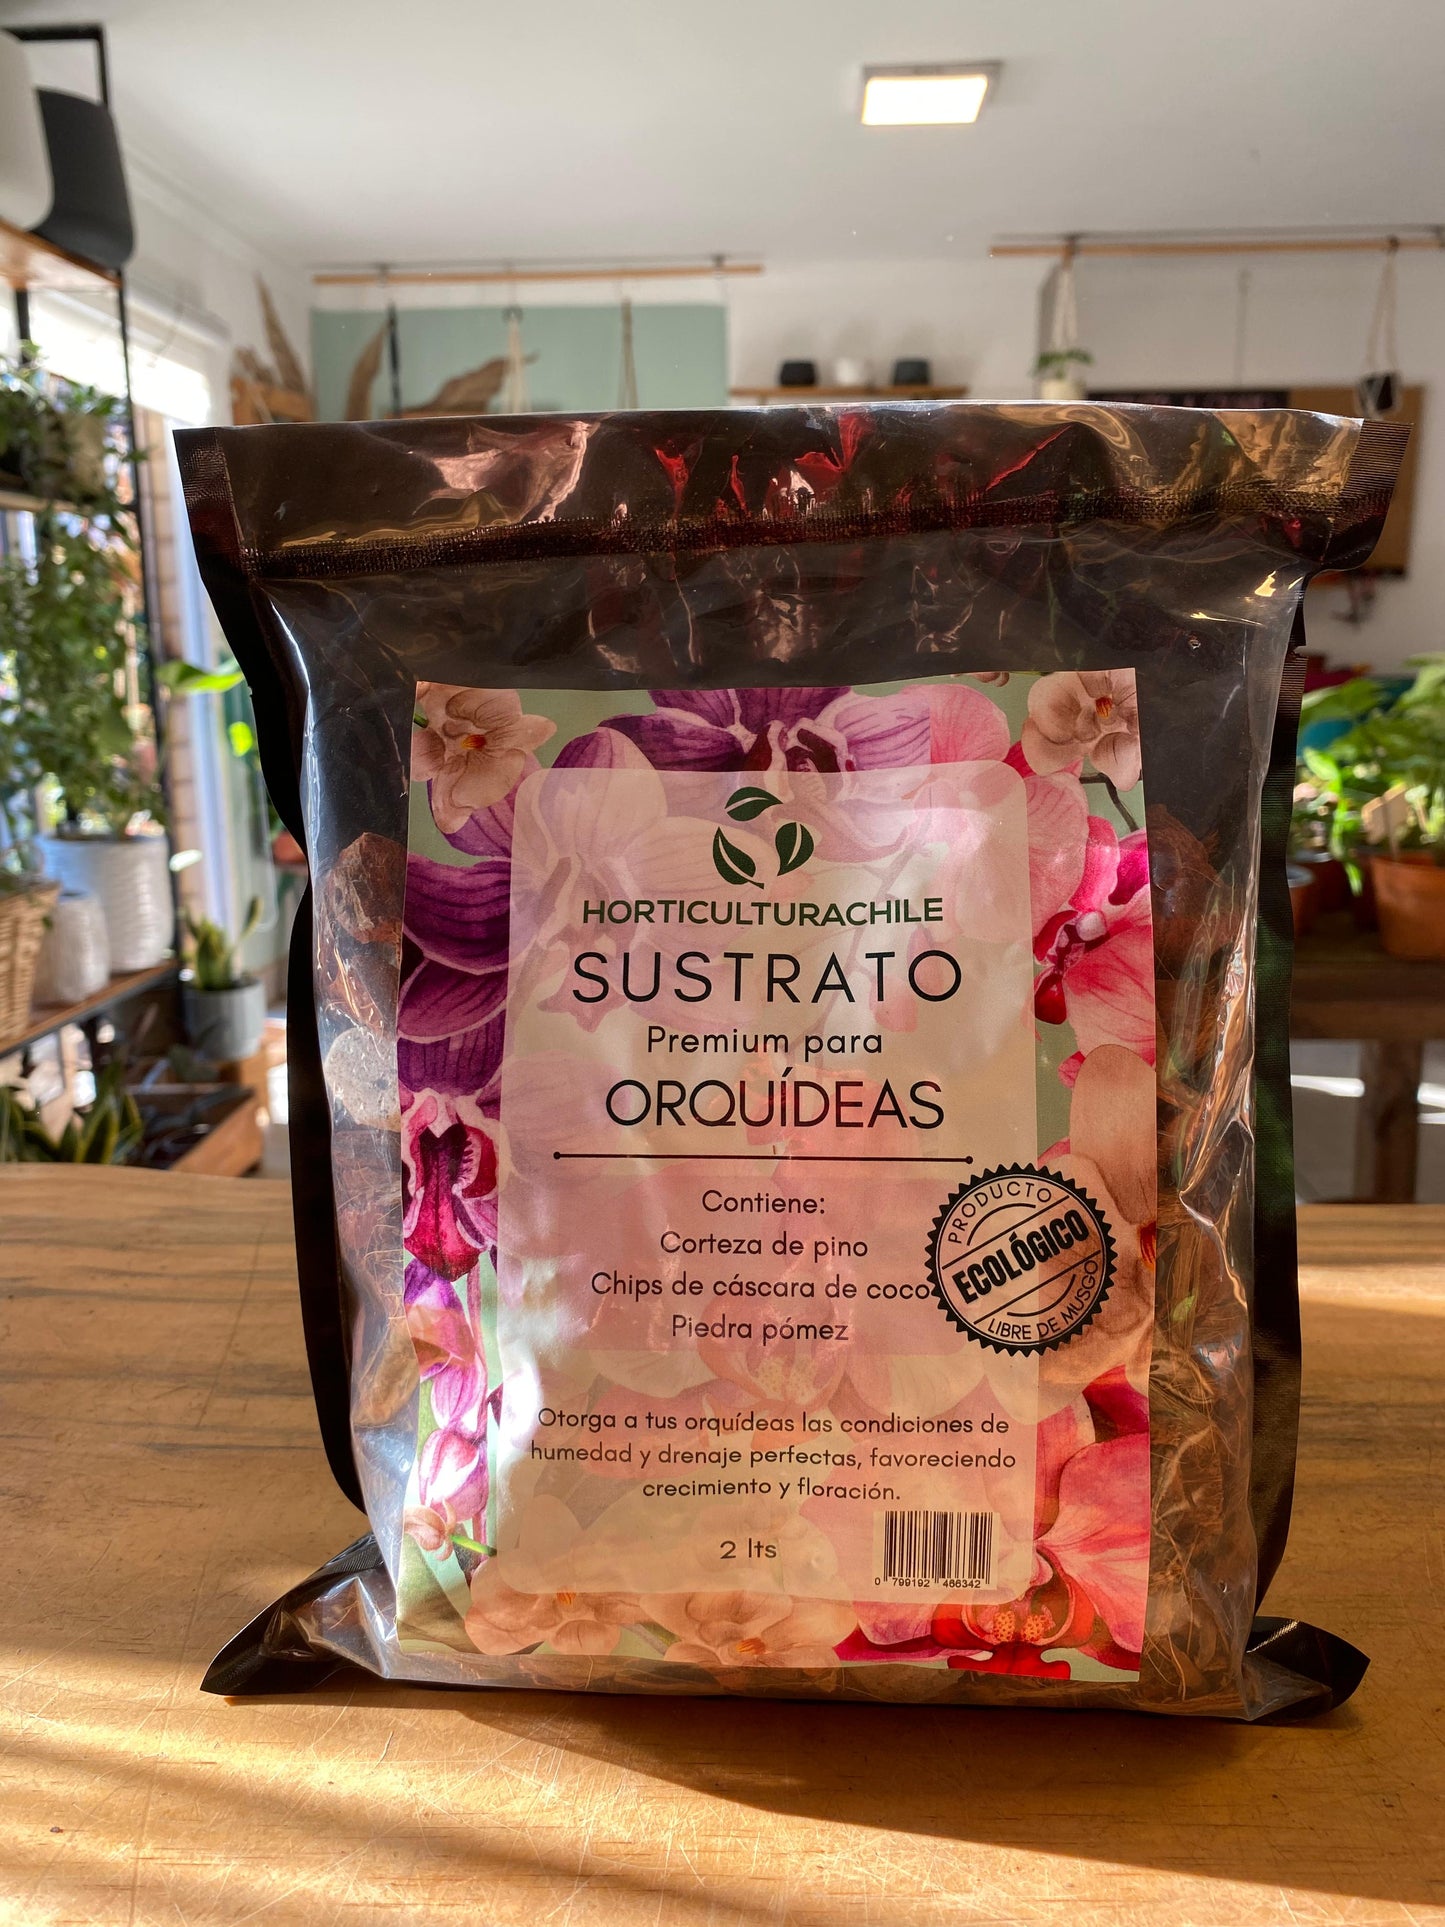 HORTICULTURACHILE
SUSTRATO
Premium para
ORQUÍDEAS
Contiene:
Corteza de pino
Chips de cáscara de coco
Piedra pómez
PRODUCTO
ECOLÓGICO
LIBRE DE MUSGO
Otorga a tus orquídeas las condiciones de
humedad y drenaje perfectas, favoreciendo
crecimiento y floración.
2 lts
0 799192 466342